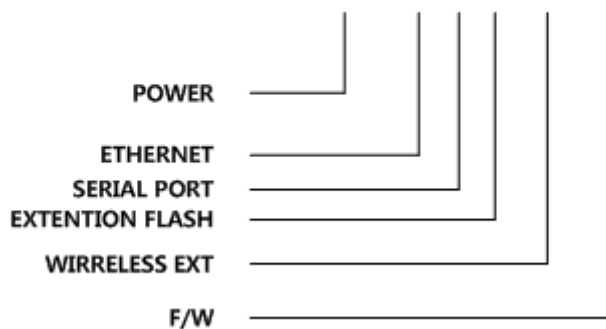 POWER
ETHERNET
SERIAL PORT
EXTENTION FLASH
WIRRELESS EXT
F/W